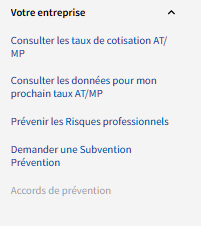 Votre entreprise
Consulter les taux de cotisation AT/
MP
Consulter les données pour mon
prochain taux AT/MP
Prévenir les Risques professionnels
Demander une Subvention
Prévention
Accords de prévention